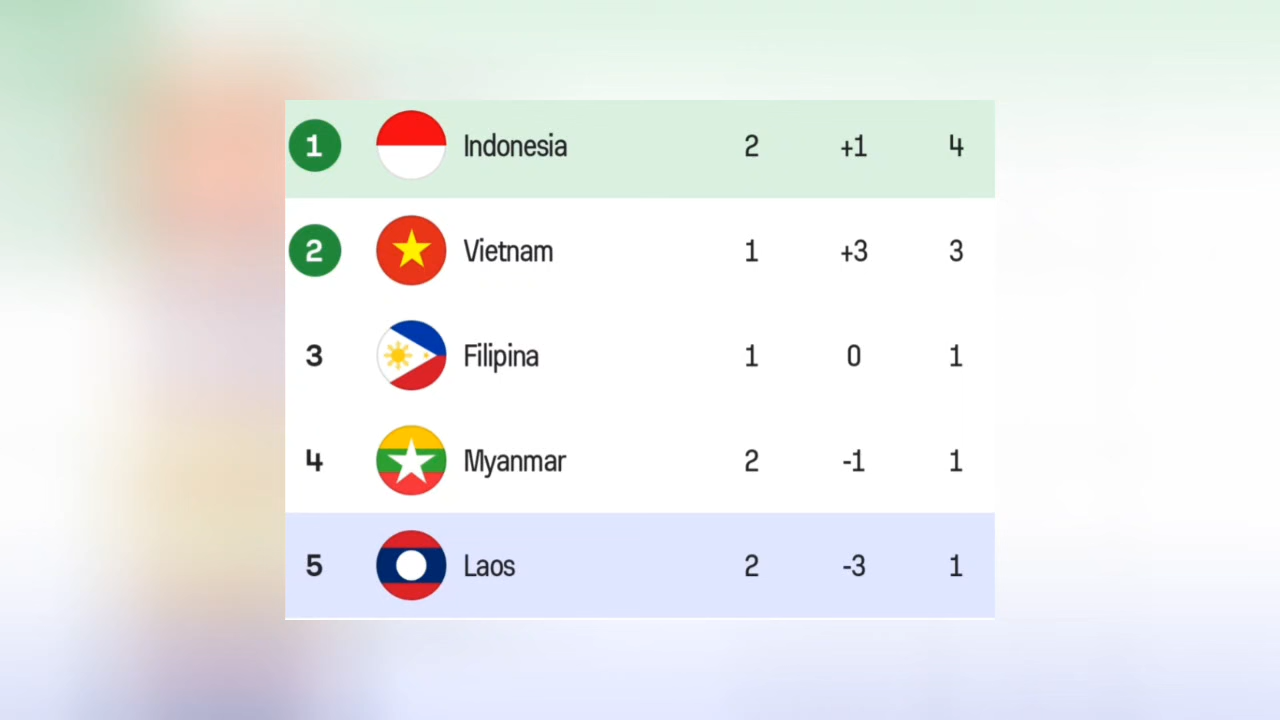 1 Indonesia 2 +1 4
2 Vietnam 1 +3 3
3 Filipina 1 0 1
4 Myanmar 2 -1 1
5 Laos 2 -3 1